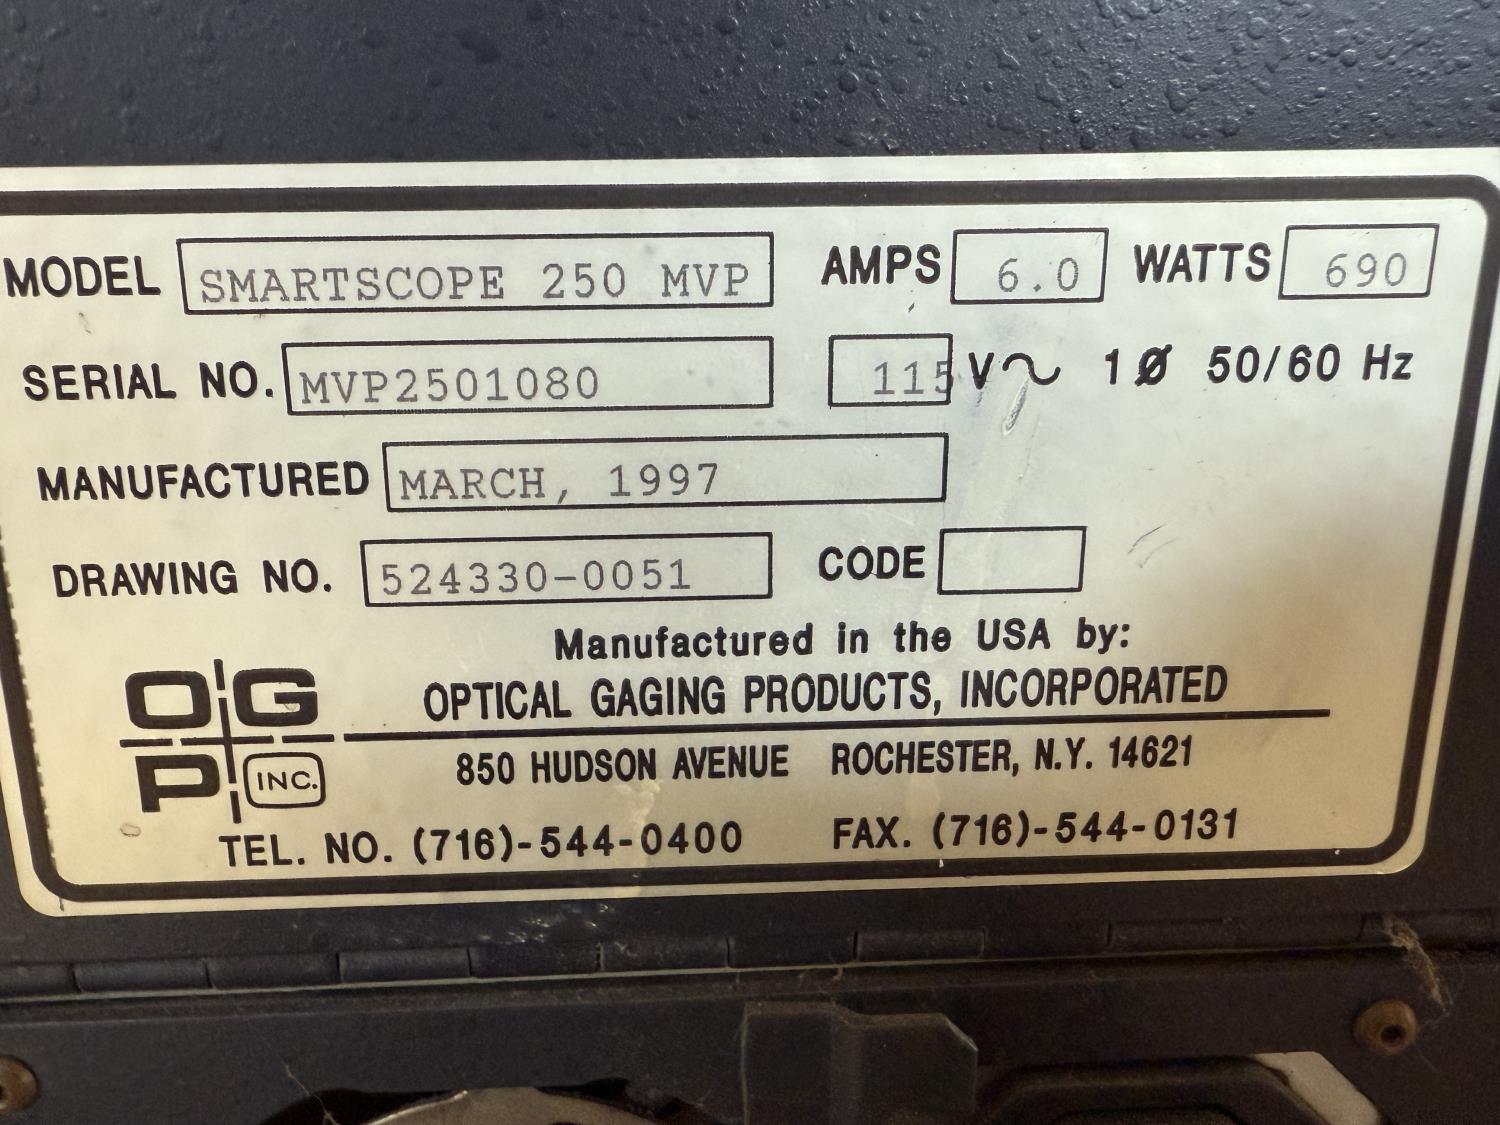 MODEL SMARTSCOPE 250 MVP AMPS 6.0 WATTS 690
SERIAL NO. MVP2501080 115 V~ 1Ø 50/60 Hz
MANUFACTURED MARCH, 1997
DRAWING NO. 524330-0051 CODE
Manufactured in the USA by:
OPTICAL GAGING PRODUCTS, INCORPORATED
OGP INC.
850 HUDSON AVENUE ROCHESTER, N.Y. 14621
TEL. NO. (716)-544-0400 FAX. (716)-544-0131